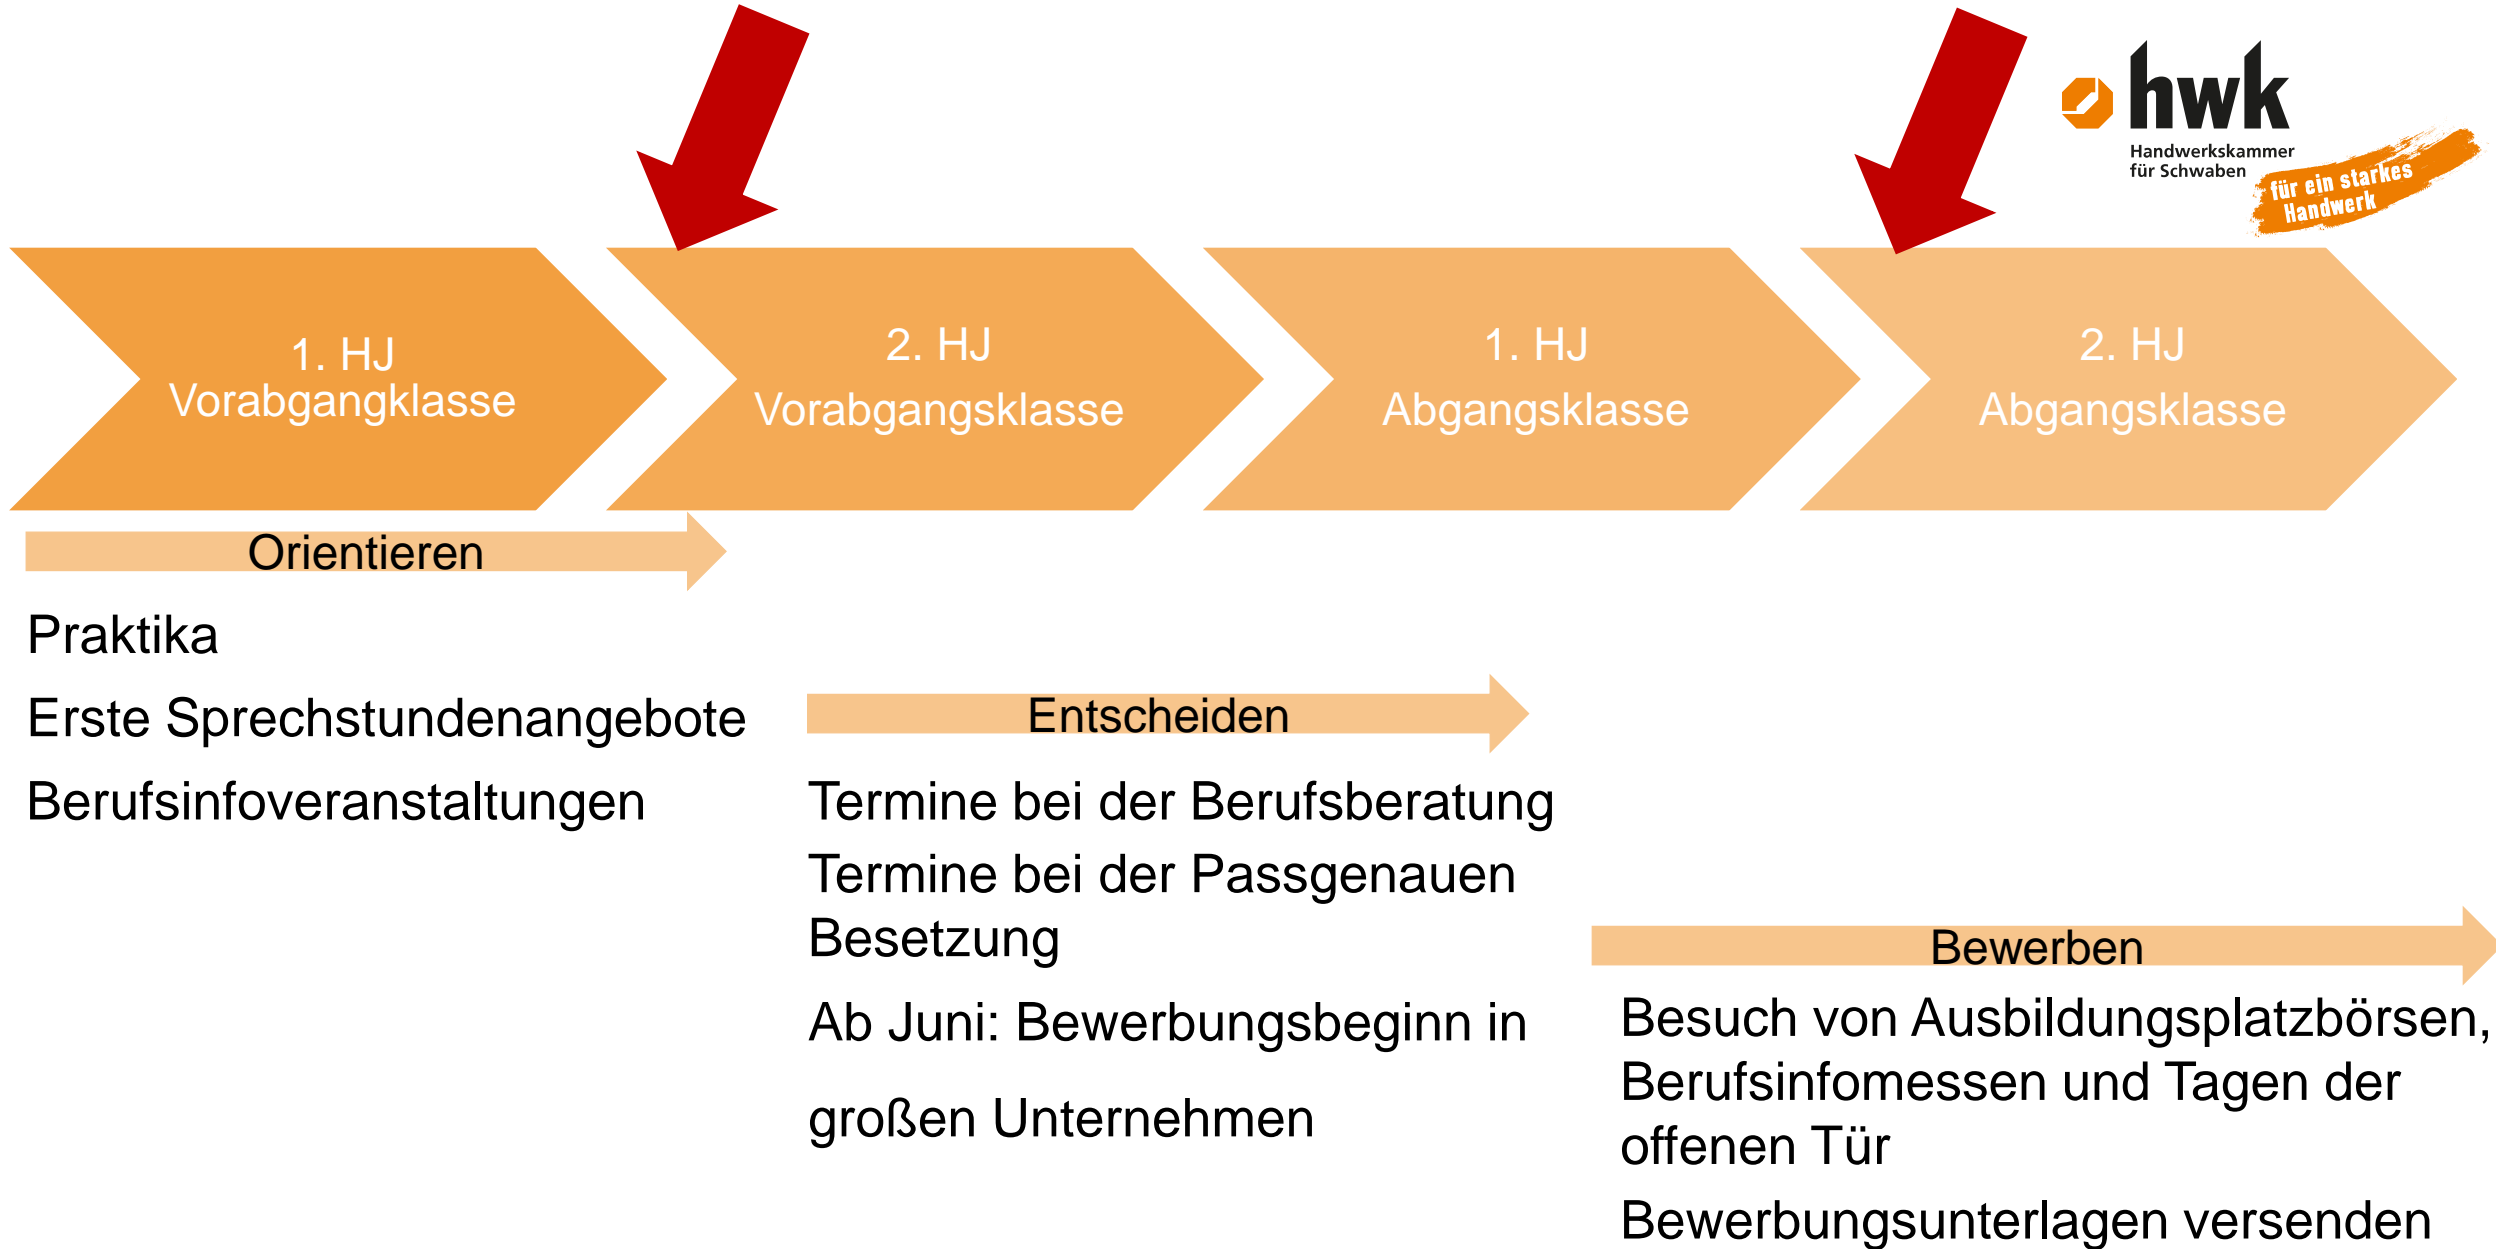 hwk
Handwerkskammer
für Schwaben
für ein starkes
Handwerk
1. HJ
Vorabgangklasse
2. HJ
Vorabgangsklasse
1. HJ
Abgangsklasse
2. HJ
Abgangsklasse
Orientieren
Praktika
Erste Sprechstundenangebote
Berufsinfoveranstaltungen
Entscheiden
Termine bei der Berufsberatung
Termine bei der Passgenauen
Besetzung
Ab Juni: Bewerbungsbeginn in
großen Unternehmen
Bewerben
Besuch von Ausbildungsplatzbörsen,
Berufsinfomessen und Tagen der
offenen Tür
Bewerbungsunterlagen versenden